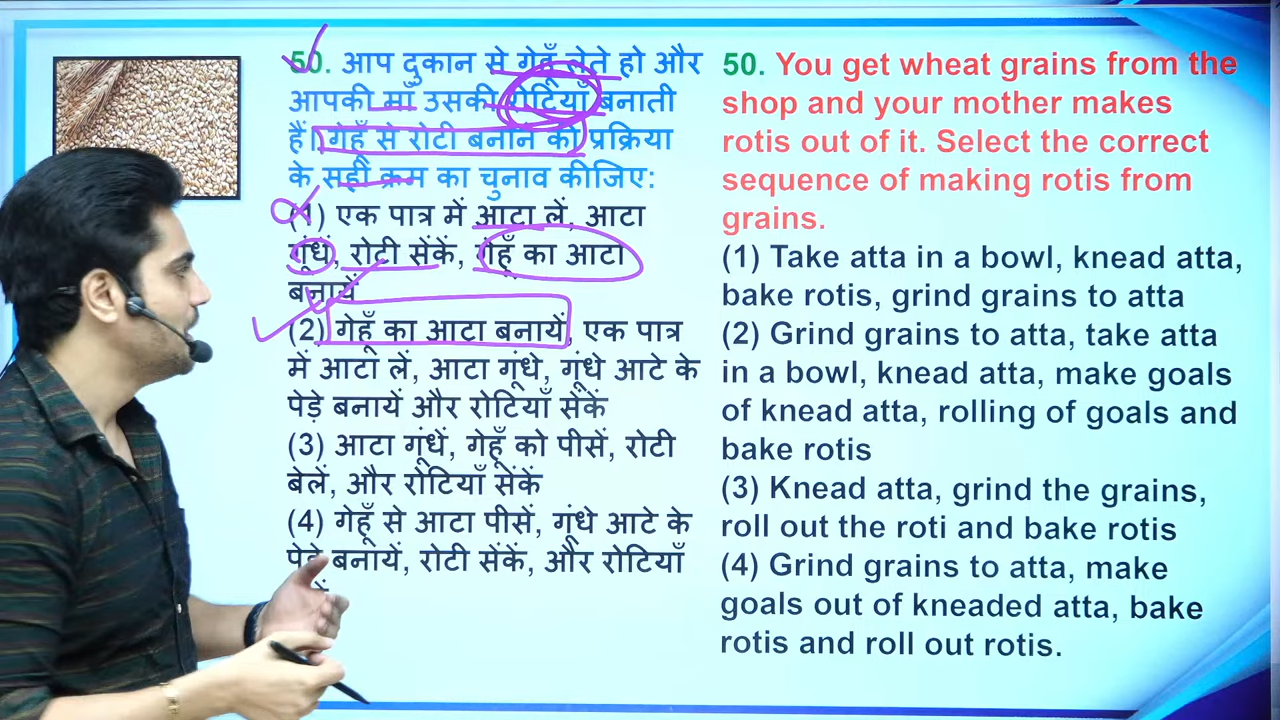 50. आप दुकान से गेहूँ लेते हो और
आपकी माँ उसकी रोटियाँ बनाती
हैं। गेहूँ से रोटी बनाने की प्रक्रिया
के सही क्रम का चुनाव कीजिए:
(1) एक पात्र में आटा लें, आटा
गूंधें, रोटी सेंकें, गेहूँ का आटा
बनायें
(2) गेहूँ का आटा बनायें, एक पात्र
में आटा लें, आटा गूंधे, गूंधे आटे के
पेड़े बनायें और रोटियाँ सेंकें
(3) आटा गूंधें, गेहूँ को पीसें, रोटी
बेलें, और रोटियाँ सेंकें
(4) गेहूँ से आटा पीसें, गूंधे आटे के
पेड़े बनायें, रोटी सेंकें, और रोटियाँ
50. You get wheat grains from the
shop and your mother makes
rotis out of it. Select the correct
sequence of making rotis from
grains.
(1) Take atta in a bowl, knead atta,
bake rotis, grind grains to atta
(2) Grind grains to atta, take atta
in a bowl, knead atta, make goals
of knead atta, rolling of goals and
bake rotis
(3) Knead atta, grind the grains,
roll out the roti and bake rotis
(4) Grind grains to atta, make
goals out of kneaded atta, bake
rotis and roll out rotis.